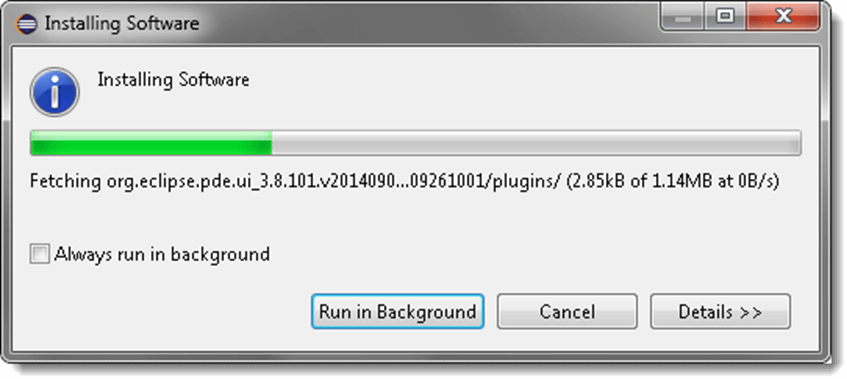 Installing Software
Installing Software
Fetching org.eclipse.pde.ui_3.8.101.v2014090...09261001/plugins/ (2.85kB of 1.14MB at 0B/s)
Always run in background
Run in Background
Cancel
Details >>